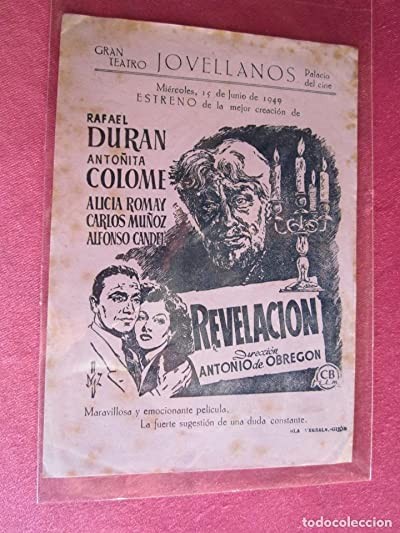 GRAN TEATRO JOVELLANOS Palacio del cine
Miércoles, 15 de Junio de 1949
ESTRENO de la mejor creación de
RAFAEL
DURAN
ANTOÑITA
COLOME
ALICIA ROMAY
CARLOS MUÑOZ
ALFONSO CANDEL
REVELACION
Dirección
ANTONIO de OBREGON
CB
Maravillosa y emocionante película.
La fuerte sugestión de una duda constante.
todocoleccion